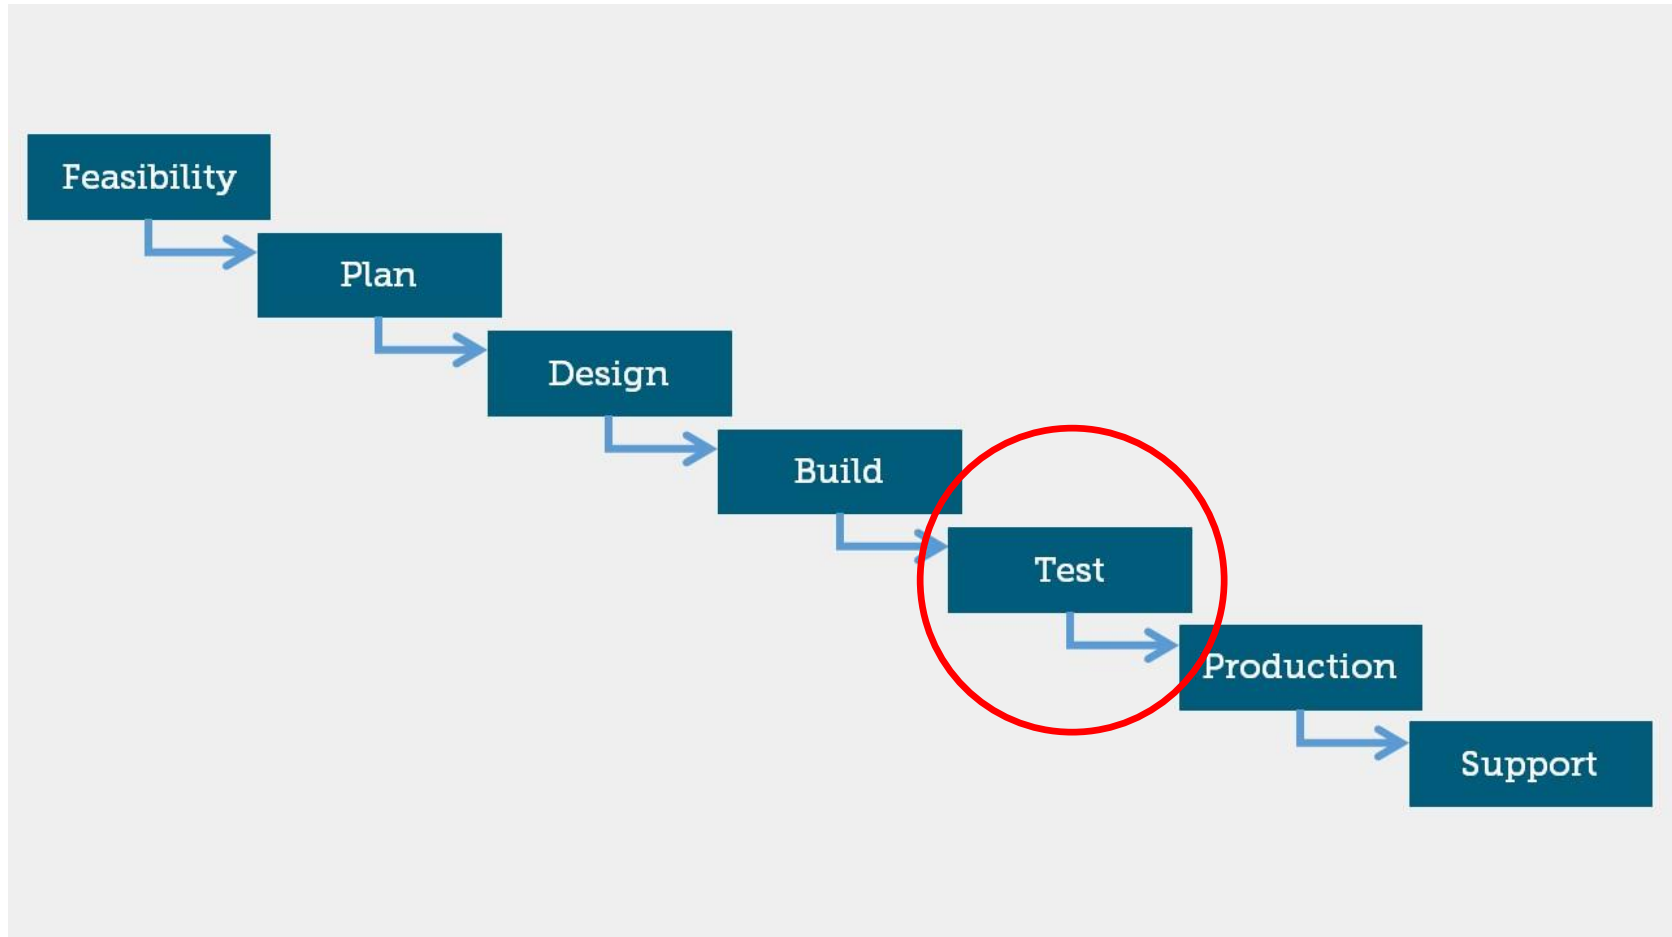 Feasibility
Plan
Design
Build
Test
Production
Support